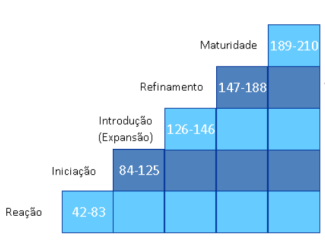 Maturidade 189-210
Refinamento 147-188
Introdução
(Expansão) 126-146
Iniciação 84-125
Reação 42-83